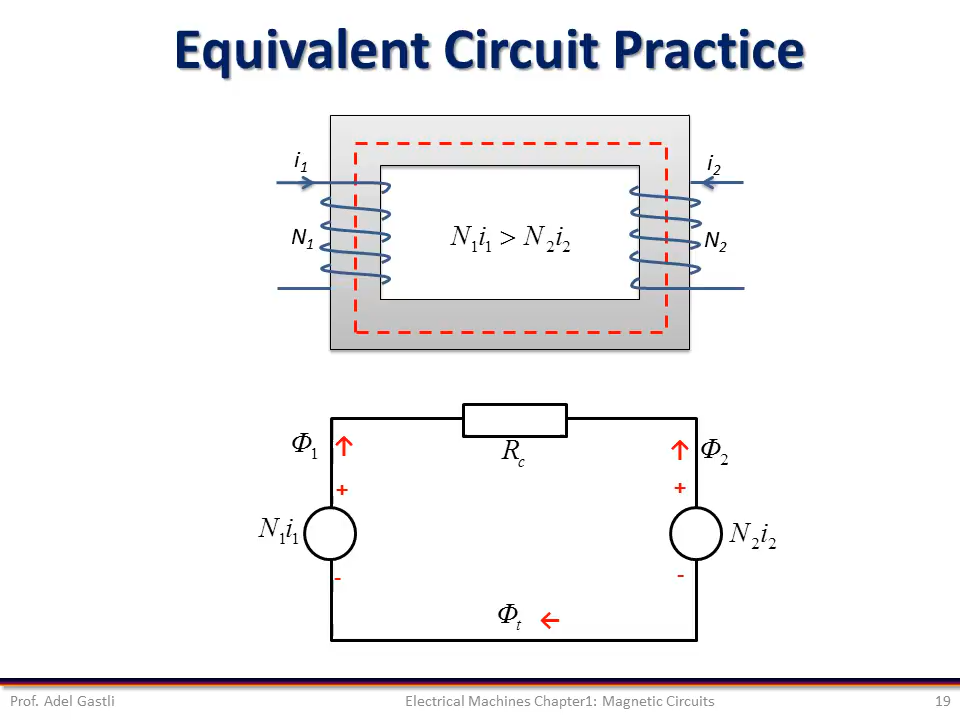 Equivalent Circuit Practice
i₁
i₂
N₁
N₁i₁ > N₂i₂
N₂
Φ₁
R꜀
Φ₂
+
+
N₁i₁
N₂i₂
-
-
Φₜ
Prof. Adel Gastli
Electrical Machines Chapter1: Magnetic Circuits
19